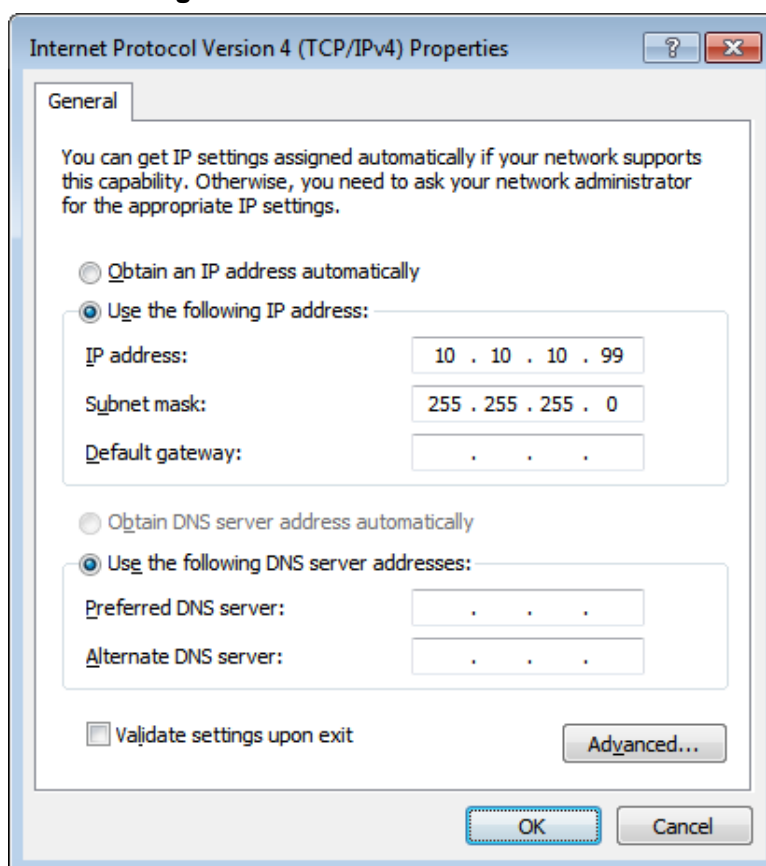 Internet Protocol Version 4 (TCP/IPv4) Properties
General
You can get IP settings assigned automatically if your network supports
this capability. Otherwise, you need to ask your network administrator
for the appropriate IP settings.
Obtain an IP address automatically
Use the following IP address:
IP address: 10 . 10 . 10 . 99
Subnet mask: 255 . 255 . 255 . 0
Default gateway: . . .
Obtain DNS server address automatically
Use the following DNS server addresses:
Preferred DNS server: . . .
Alternate DNS server: . . .
Validate settings upon exit
Advanced...
OK Cancel